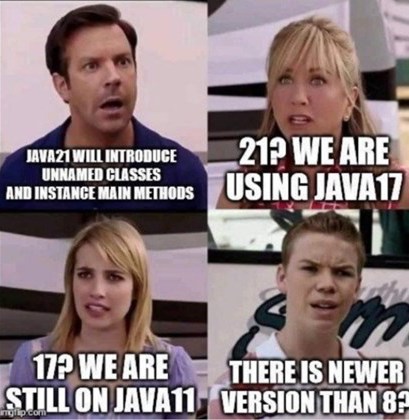 JAVA21 WILL INTRODUCE
UNNAMED CLASSES
AND INSTANCE MAIN METHODS
21? WE ARE
USING JAVA17
17? WE ARE
STILL ON JAVA11
THERE IS NEWER
VERSION THAN 8?
imgflip.com